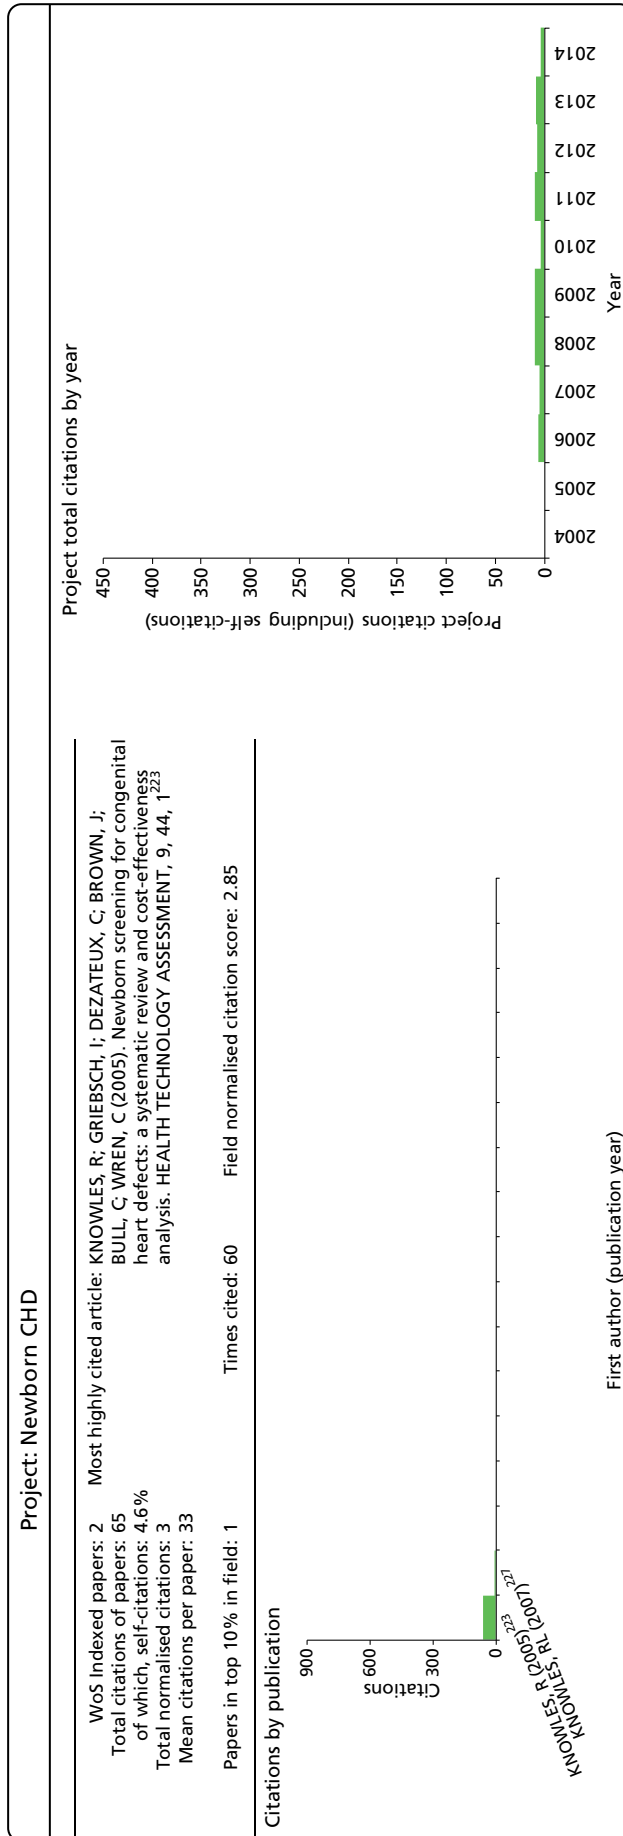 Project: Newborn CHD
WoS Indexed papers: 2
Total citations of papers: 65
of which, self-citations: 4.6%
Total normalised citations: 3
Mean citations per paper: 33
Papers in top 10% in field: 1
Most highly cited article: KNOWLES, R; GRIEBSCH, I; DEZATEUX, C; BROWN, J;
BULL, C; WREN, C (2005). Newborn screening for congenital
heart defects: a systematic review and cost-effectiveness
analysis. HEALTH TECHNOLOGY ASSESSMENT, 9, 44, 1223
Times cited: 60
Field normalised citation score: 2.85
Citations by publication
Citations
900
600
300
0
KNOWLES, R (2005)223
KNOWLES, RL (2007)227
First author (publication year)
Project total citations by year
Project citations (including self-citations)
450
400
350
300
250
200
150
100
50
0
2004
2005
2006
2007
2008
2009
2010
2011
2012
2013
2014
Year